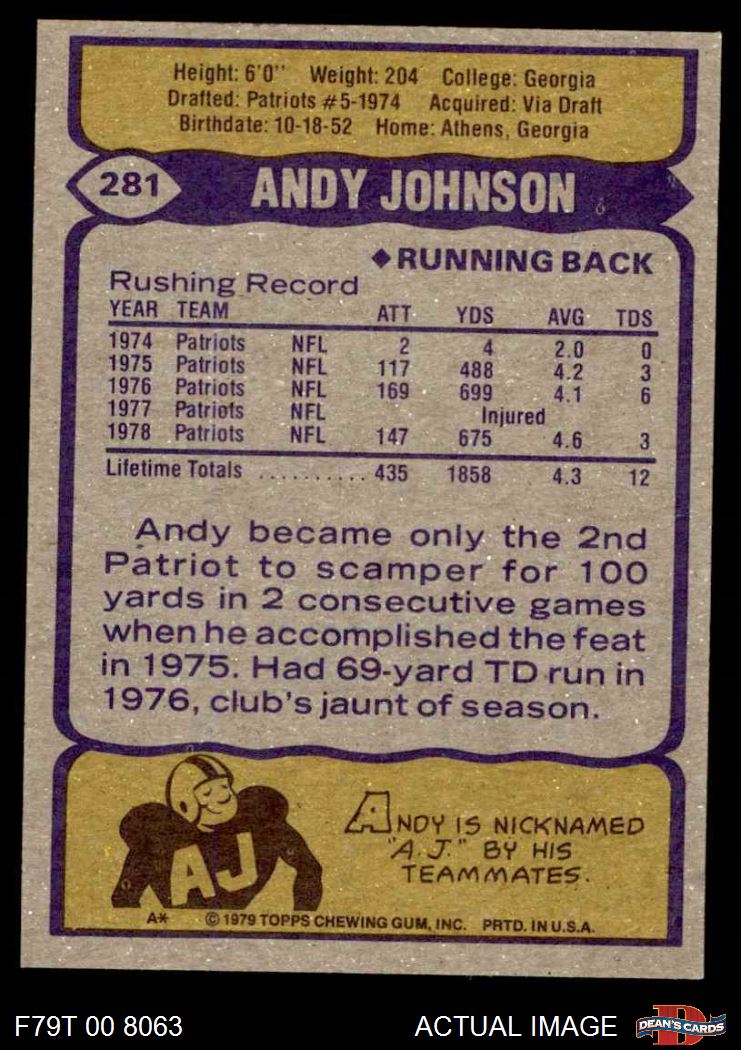 Height: 6'0" Weight: 204 College: Georgia
Drafted: Patriots #5-1974 Acquired: Via Draft
Birthdate: 10-18-52 Home: Athens, Georgia
281 ANDY JOHNSON
◆RUNNING BACK
Rushing Record
YEAR TEAM ATT YDS AVG TDS
1974 Patriots NFL 2 4 2.0 0
1975 Patriots NFL 117 488 4.2 3
1976 Patriots NFL 169 699 4.1 6
1977 Patriots NFL Injured
1978 Patriots NFL 147 675 4.6 3
Lifetime Totals .......... 435 1858 4.3 12
Andy became only the 2nd
Patriot to scamper for 100
yards in 2 consecutive games
when he accomplished the feat
in 1975. Had 69-yard TD run in
1976, club's jaunt of season.
AJ
ANDY IS NICKNAMED
"A.J." BY HIS
TEAMMATES.
A* © 1979 TOPPS CHEWING GUM, INC. PRTD. IN U.S.A.
F79T 00 8063 ACTUAL IMAGE D DEAN'S CARDS